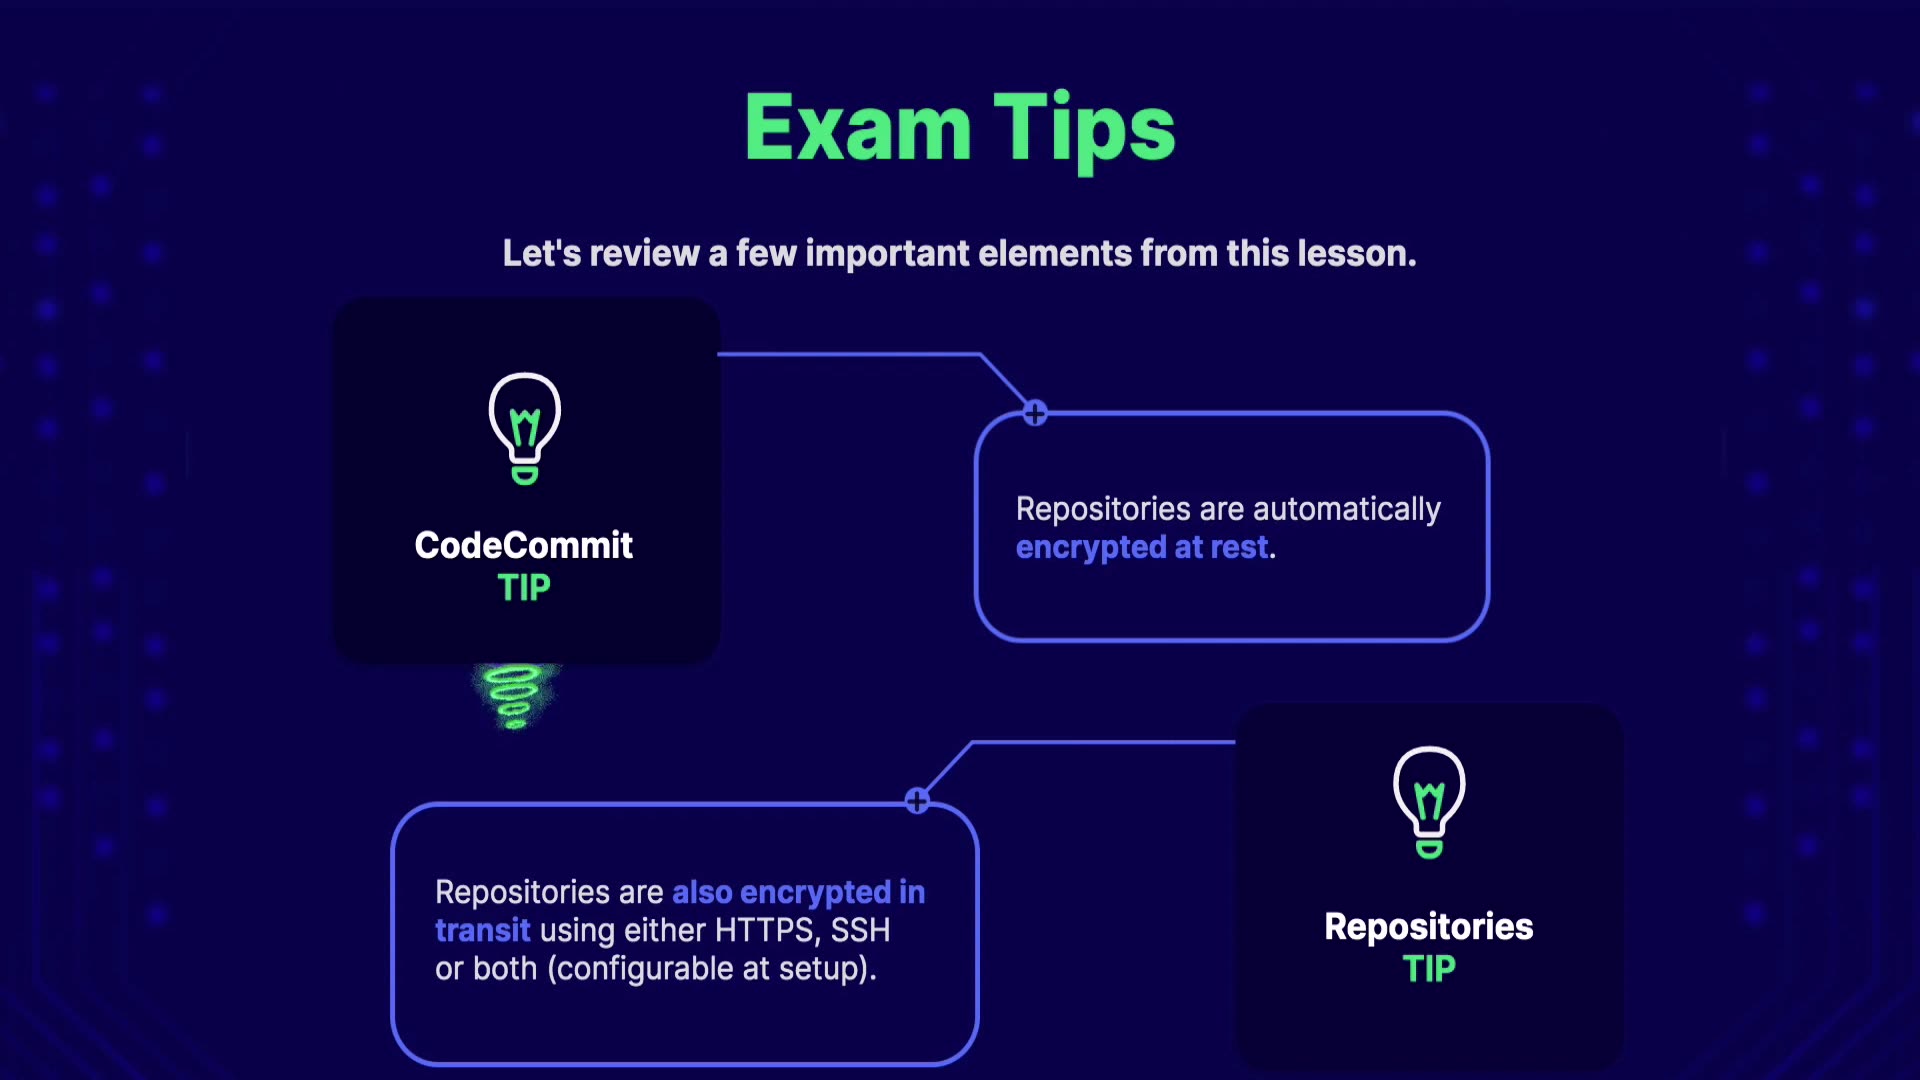 Exam Tips
Let's review a few important elements from this lesson.
CodeCommit
TIP
Repositories are automatically
encrypted at rest.
Repositories are also encrypted in
transit using either HTTPS, SSH
or both (configurable at setup).
Repositories
TIP